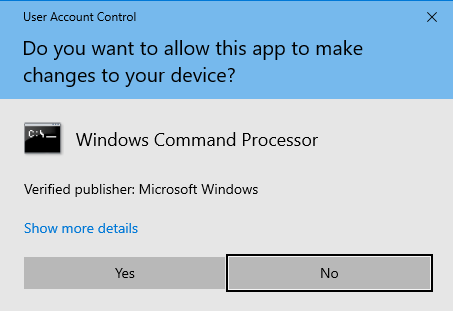 User Account Control
Do you want to allow this app to make
changes to your device?
C:\_
Windows Command Processor
Verified publisher: Microsoft Windows
Show more details
Yes
No